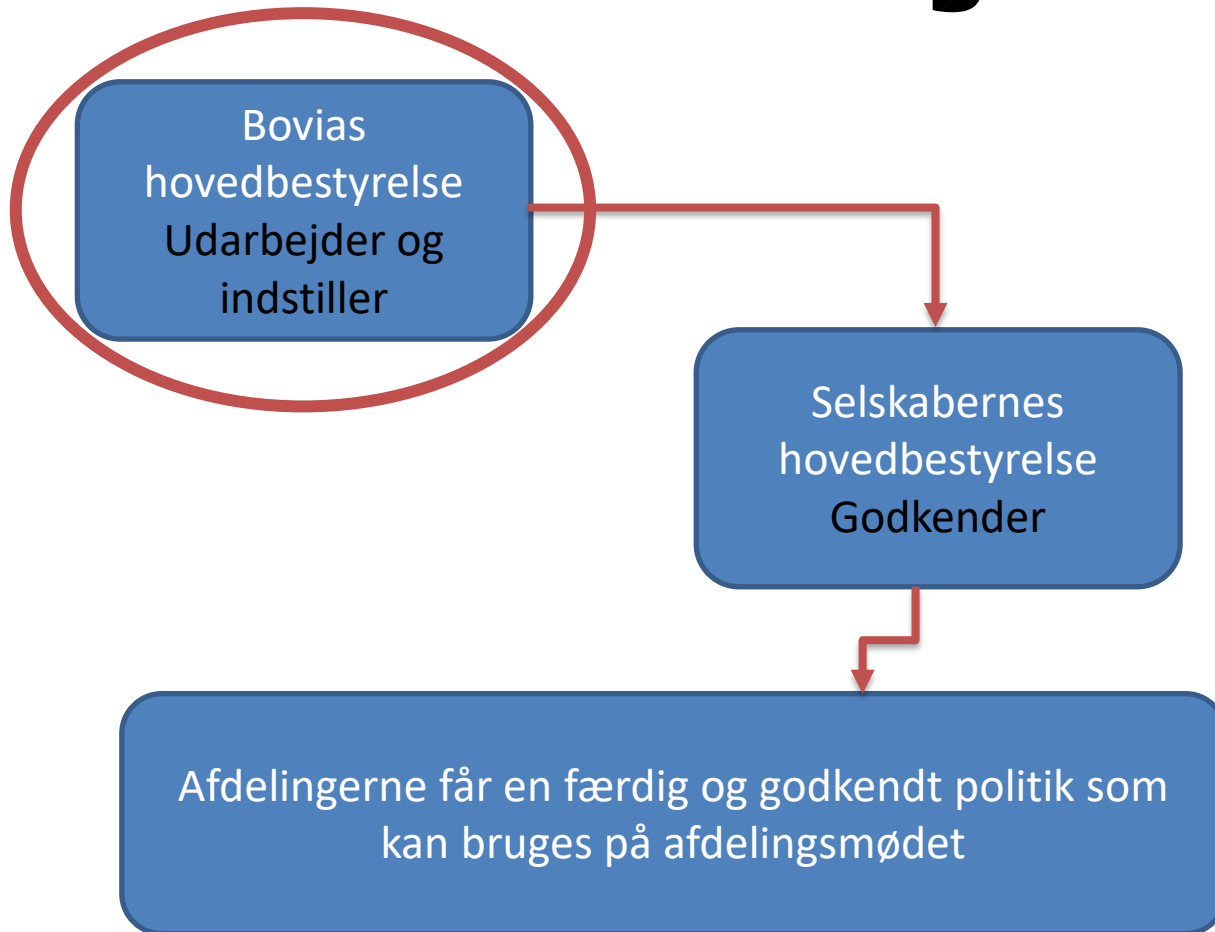 Bovias
hovedbestyrelse
Udarbejder og
indstiller
Selskabernes
hovedbestyrelse
Godkender
Afdelingerne får en færdig og godkendt politik som
kan bruges på afdelingsmødet